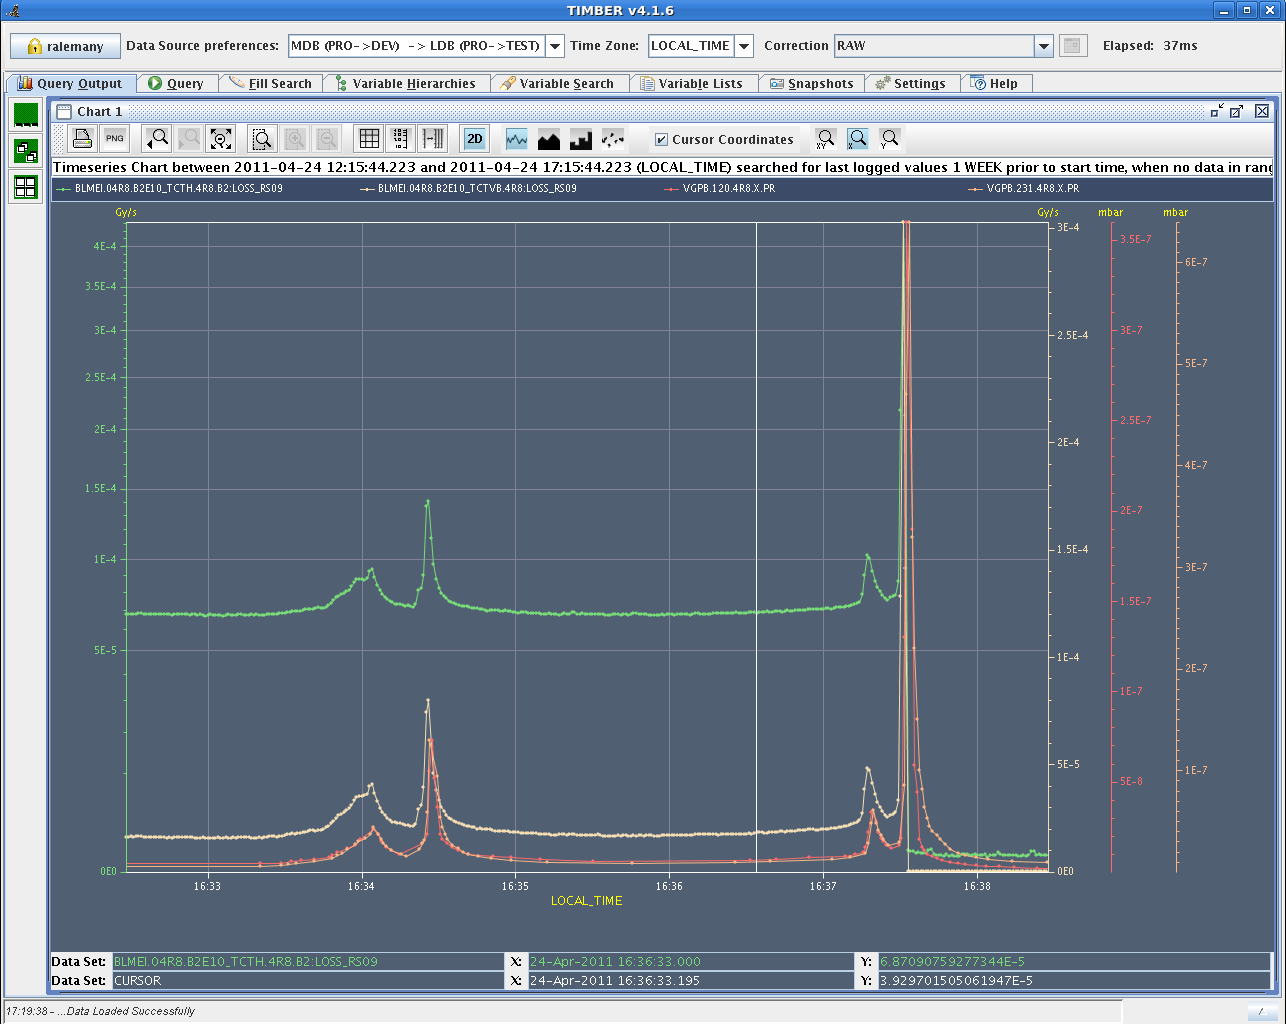 TIMBER v4.1.6
ralemany Data Source preferences: MDB (PRO->DEV) -> LDB (PRO->TEST) Time Zone: LOCAL_TIME Correction RAW Elapsed: 37ms
Query Output Query Fill Search Variable Hierarchies Variable Search Variable Lists Snapshots Settings Help
Chart 1
PNG 2D Cursor Coordinates XY X Y
Timeseries Chart between 2011-04-24 12:15:44.223 and 2011-04-24 17:15:44.223 (LOCAL_TIME) searched for last logged values 1 WEEK prior to start time, when no data in rang
BLMEI.04R8.B2E10_TCTH.4R8.B2:LOSS_RS09 BLMEI.04R8.B2E10_TCTVB.4R8:LOSS_RS09 VGPB.120.4R8.X.PR VGPB.231.4R8.X.PR
Gy/s Gy/s mbar mbar
3E-4
4E-4 3.5E-7
6E-7
3.5E-4
3E-4 2.5E-4 3E-7
5E-7
2.5E-4
2.5E-7
2E-4 2E-4
4E-7
1.5E-4
2E-7
1.5E-4
1E-4 3E-7
1.5E-7
5E-5 1E-4
2E-7
1E-7
5E-5 1E-7
5E-8
0E0 0E0
16:33 16:34 16:35 16:36 16:37 16:38
LOCAL_TIME
Data Set: BLMEI.04R8.B2E10_TCTH.4R8.B2:LOSS_RS09 X: 24-Apr-2011 16:36:33.000 Y: 6.87090759277344E-5
Data Set: CURSOR X: 24-Apr-2011 16:36:33.195 Y: 3.929701505061947E-5
17:19:38 - ...Data Loaded Successfully